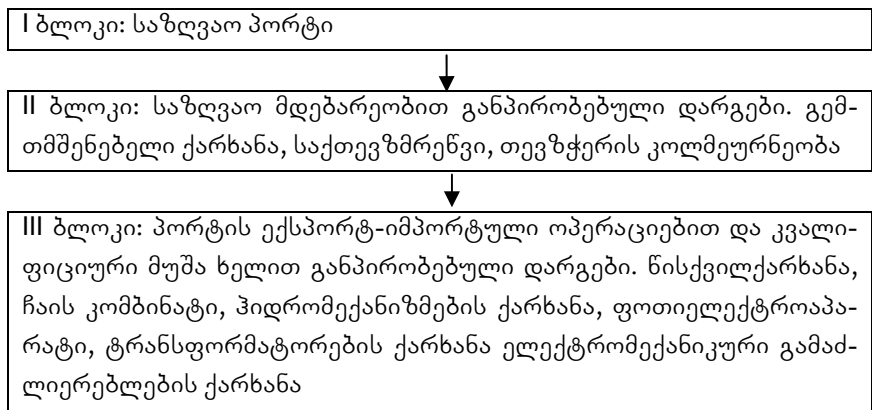 I ბლოკი: საზღვაო პორტი
II ბლოკი: საზღვაო მდებარეობით განპირობებული დარგები. გემ-
თმშენებელი ქარხანა, საქთევზმრეწვი, თევზჭერის კოლმეურნეობა
III ბლოკი: პორტის ექსპორტ-იმპორტული ოპერაციებით და კვალი-
ფიციური მუშა ხელით განპირობებული დარგები. წისქვილქარხანა,
ჩაის კომბინატი, ჰიდრომექანიზმების ქარხანა, ფოთიელექტროაპა-
რატი, ტრანსფორმატორების ქარხანა ელექტრომექანიკური გამაძ-
ლიერებლების ქარხანა